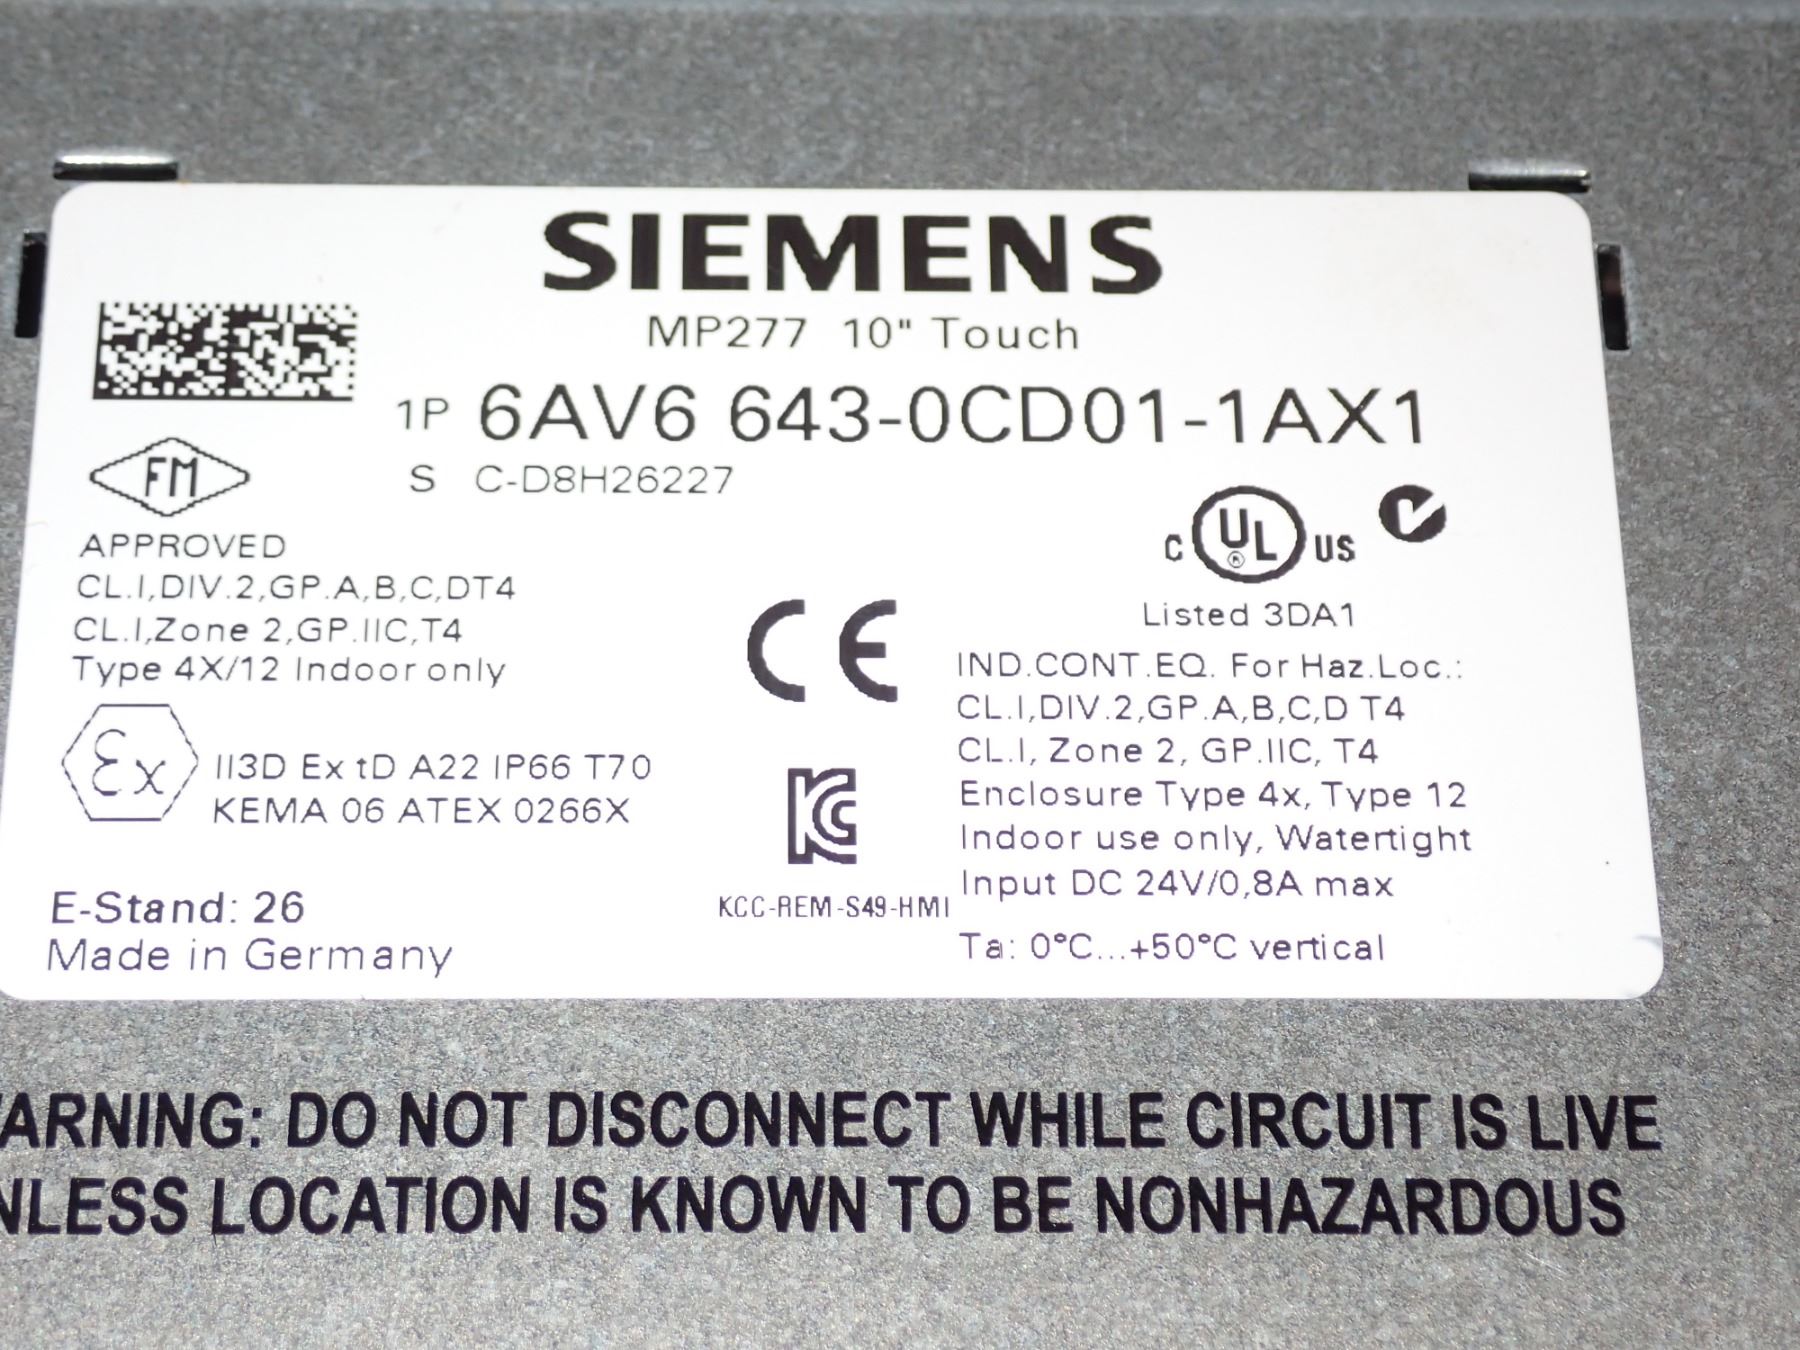 SIEMENS
MP277 10" Touch
1P 6AV6 643-0CD01-1AX1
S C-D8H26227
FM
APPROVED
CL.I,DIV.2,GP.A,B,C,DT4
CL.I,Zone 2,GP.IIC,T4
Type 4X/12 Indoor only
Ex
II3D Ex tD A22 IP66 T70
KEMA 06 ATEX 0266X
E-Stand: 26
Made in Germany
CE
KC
KCC-REM-S49-HMI
C UL ® US
Listed 3DA1
IND.CONT.EQ. For Haz.Loc.:
CL.I,DIV.2,GP.A,B,C,D T4
CL.I, Zone 2, GP.IIC, T4
Enclosure Type 4x, Type 12
Indoor use only, Watertight
Input DC 24V/0,8A max
Ta: 0°C...+50°C vertical
ARNING: DO NOT DISCONNECT WHILE CIRCUIT IS LIVE
NLESS LOCATION IS KNOWN TO BE NONHAZARDOUS